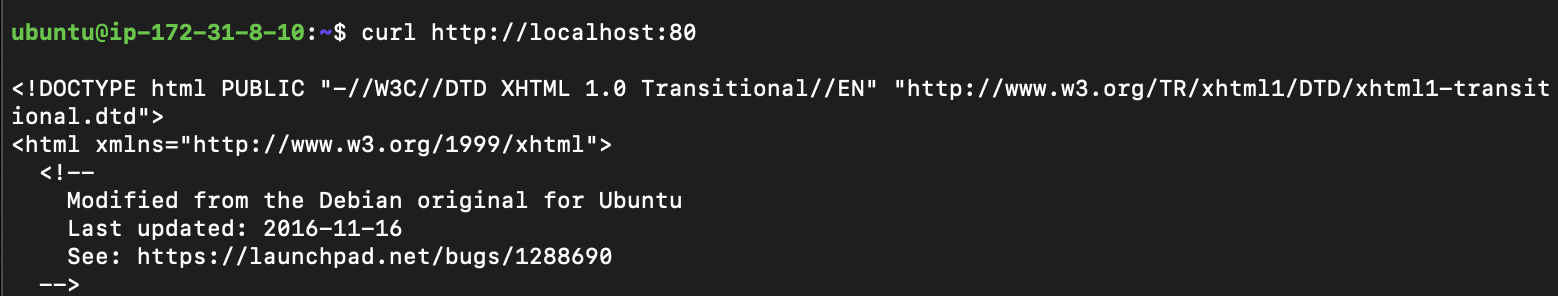 ubuntu@ip-172-31-8-10:~$ curl http://localhost:80
<!DOCTYPE html PUBLIC "-//W3C//DTD XHTML 1.0 Transitional//EN" "http://www.w3.org/TR/xhtml1/DTD/xhtml1-transit
ional.dtd">
<html xmlns="http://www.w3.org/1999/xhtml">
  <!--
    Modified from the Debian original for Ubuntu
    Last updated: 2016-11-16
    See: https://launchpad.net/bugs/1288690
  -->